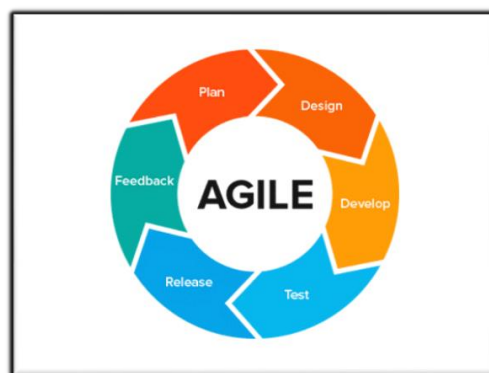 Plan
Design
Feedback
AGILE
Develop
Release
Test